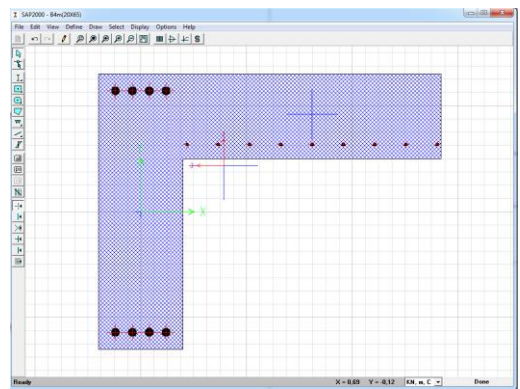 SAP2000 - B4m(20X65)
File Edit View Define Draw Select Display Options Help
X
Ready
X = 0,69 Y = -0,12 KN, m, C Done